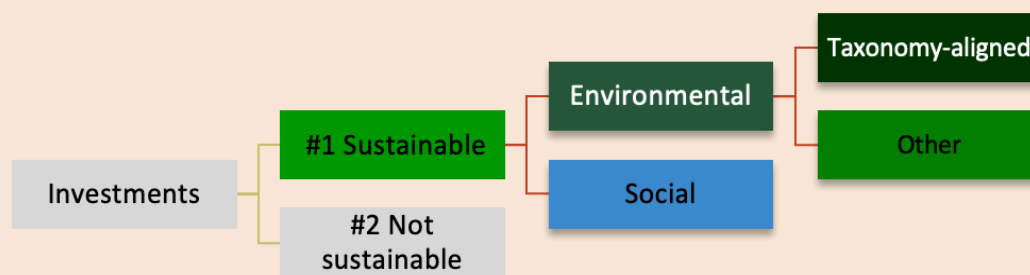 Taxonomy-aligned
Environmental
#1 Sustainable
Other
Investments
Social
#2 Not
sustainable